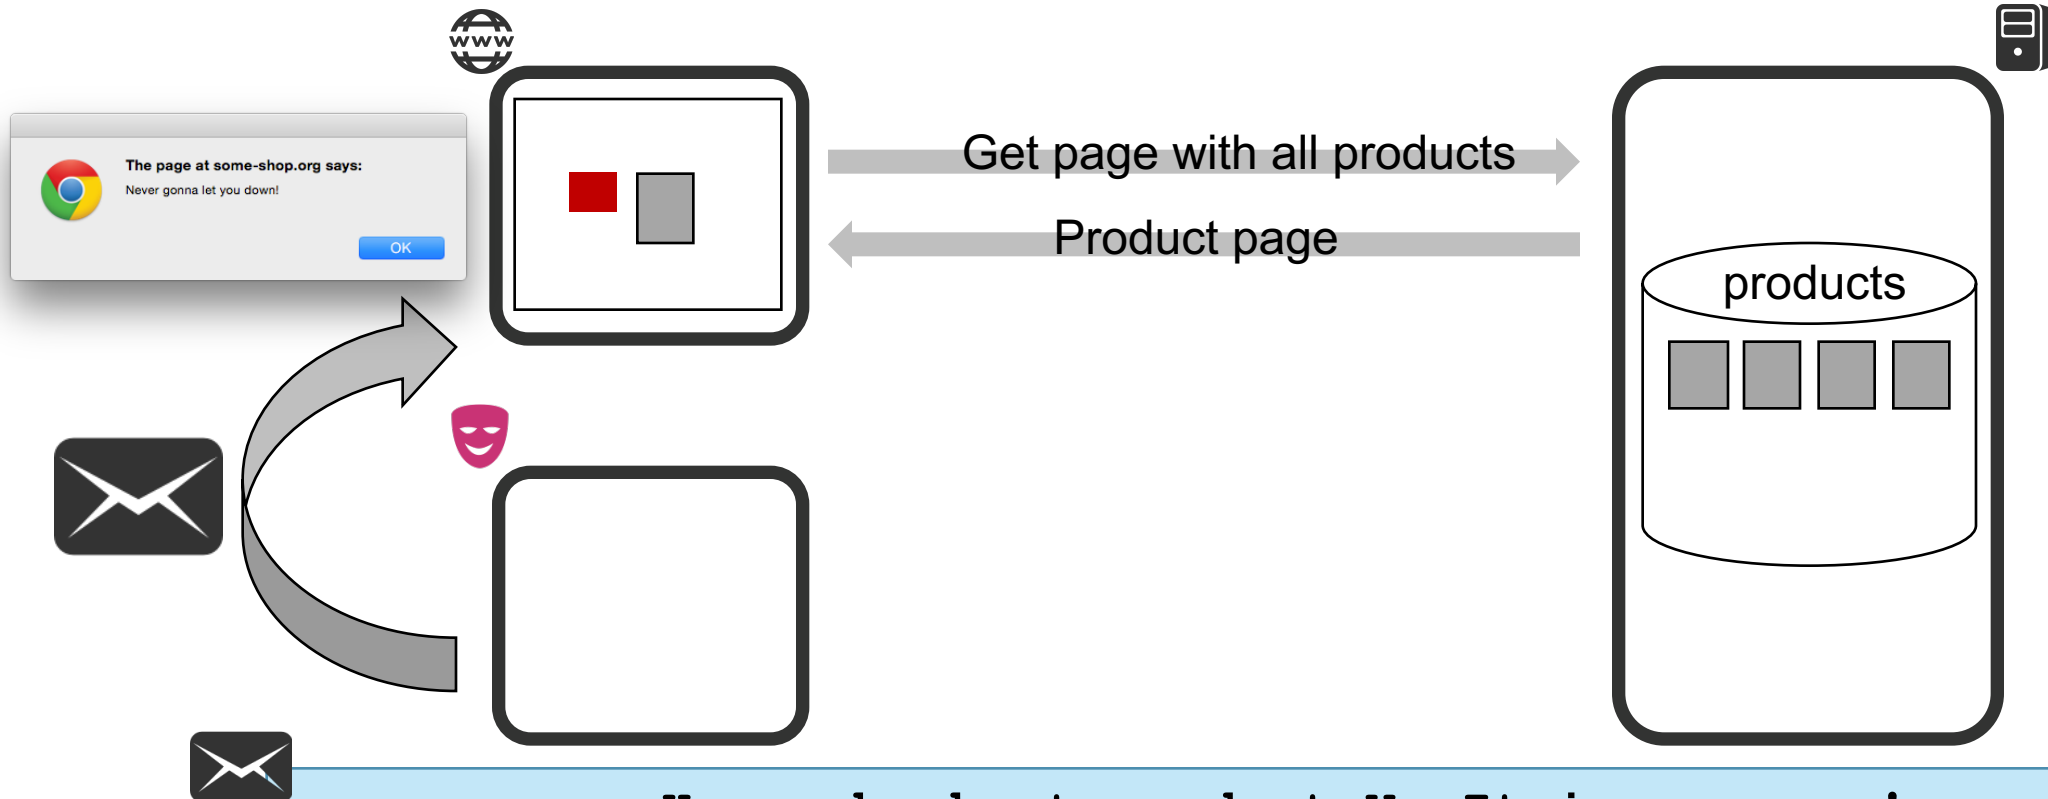 www
The page at some-shop.org says:
Never gonna let you down!
OK
Get page with all products
Product page
products